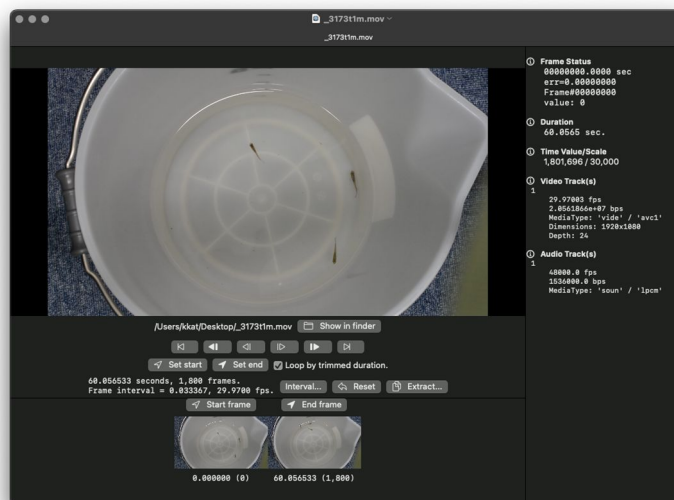 _3173t1m.mov
_3173t1m.mov
/Users/kkat/Desktop/_3173t1m.mov Show in finder
Set start Set end Loop by trimmed duration.
60.056533 seconds, 1,800 frames.
Frame interval = 0.033367, 29.9700 fps. Interval... Reset Extract...
Start frame End frame
0.000000 (0) 60.056533 (1,800)
Frame Status
00000000.0000 sec
err=0.00000000
Frame#00000000
value: 0
Duration
60.0565 sec.
Time Value/Scale
1,801,696 / 30,000
Video Track(s)
1
29.97003 fps
2.0561866e+07 bps
MediaType: 'vide' / 'avc1'
Dimensions: 1920x1080
Depth: 24
Audio Track(s)
1
48000.0 fps
1536000.0 bps
MediaType: 'soun' / 'lpcm'